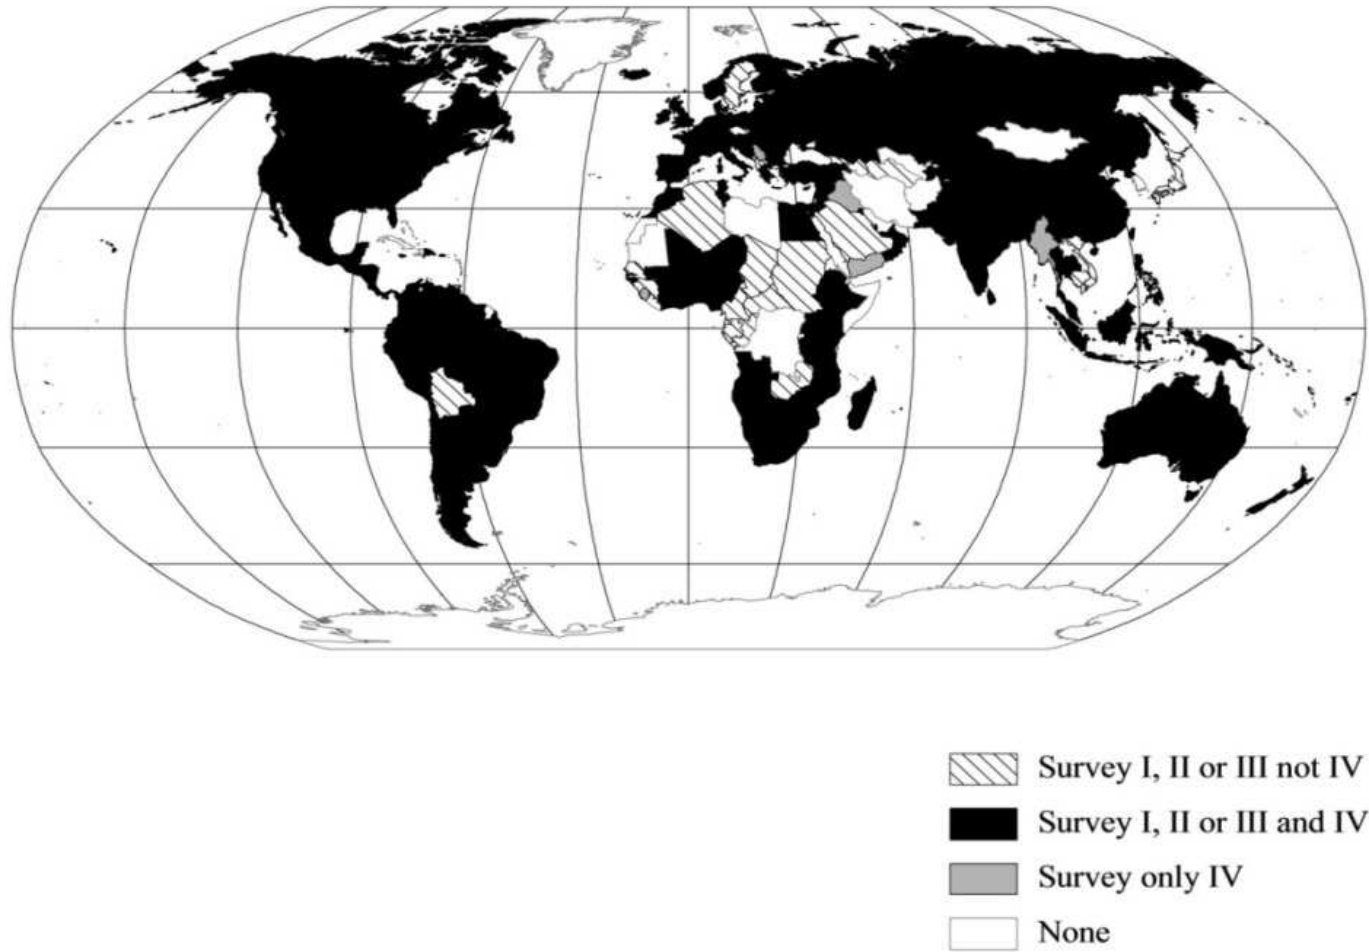 Survey I, II or III not IV
Survey I, II or III and IV
Survey only IV
None